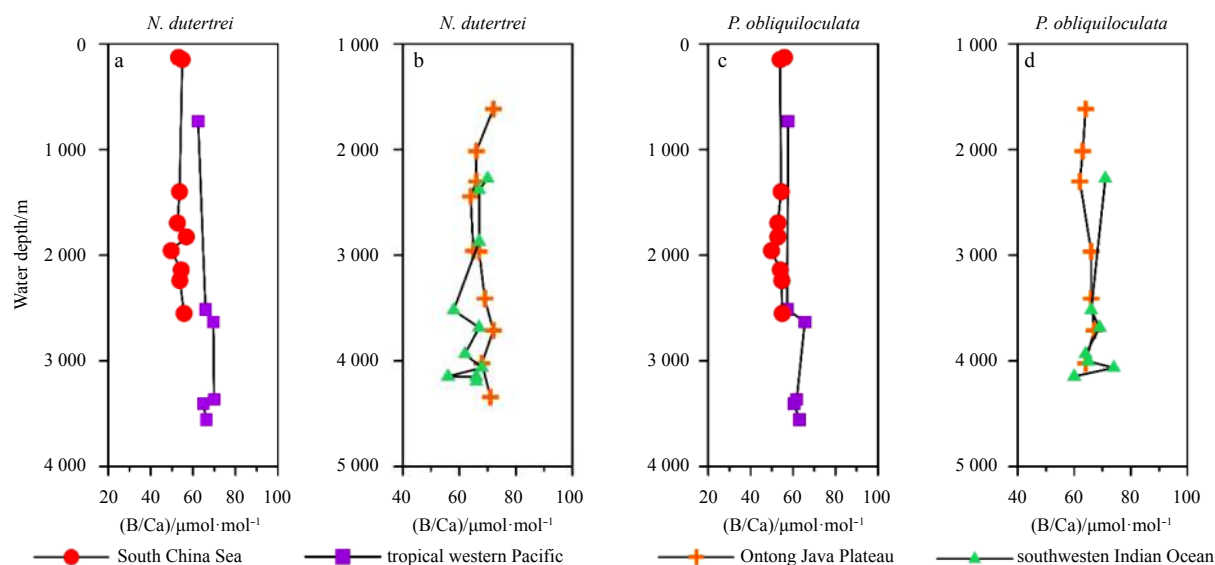 N. dutertrei
N. dutertrei
P. obliquiloculata
P. obliquiloculata
Water depth/m
a
0
1 000
2 000
3 000
4 000
20 40 60 80 100
(B/Ca)/μmol·mol⁻¹
b
1 000
2 000
3 000
4 000
5 000
40 60 80 100
(B/Ca)/μmol·mol⁻¹
c
0
1 000
2 000
3 000
4 000
20 40 60 80 100
(B/Ca)/μmol·mol⁻¹
d
1 000
2 000
3 000
4 000
5 000
40 60 80 100
(B/Ca)/μmol·mol⁻¹
South China Sea
tropical western Pacific
Ontong Java Plateau
southwesten Indian Ocean